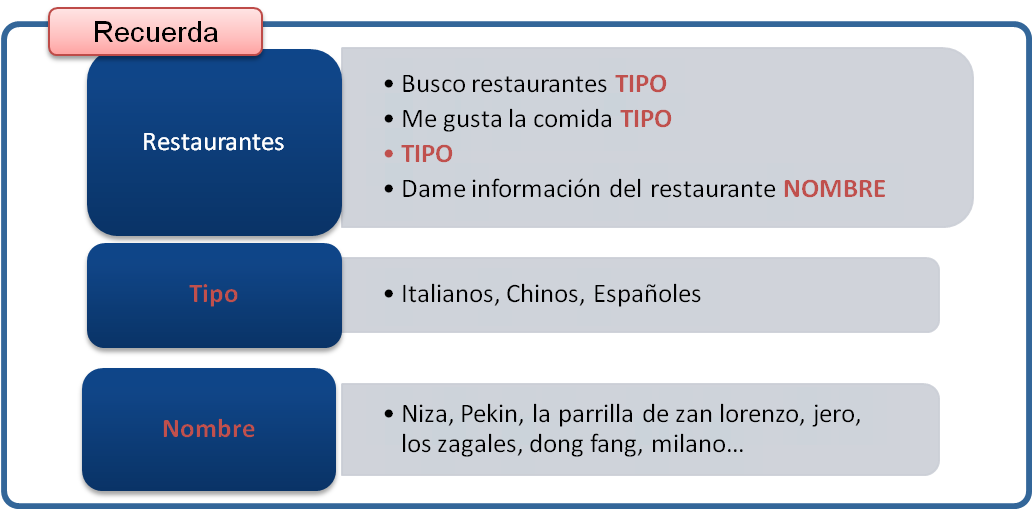 Recuerda
Restaurantes
• Busco restaurantes TIPO
• Me gusta la comida TIPO
• TIPO
• Dame información del restaurante NOMBRE
Tipo
• Italianos, Chinos, Españoles
Nombre
• Niza, Pekin, la parrilla de zan lorenzo, jero,
los zagales, dong fang, milano...